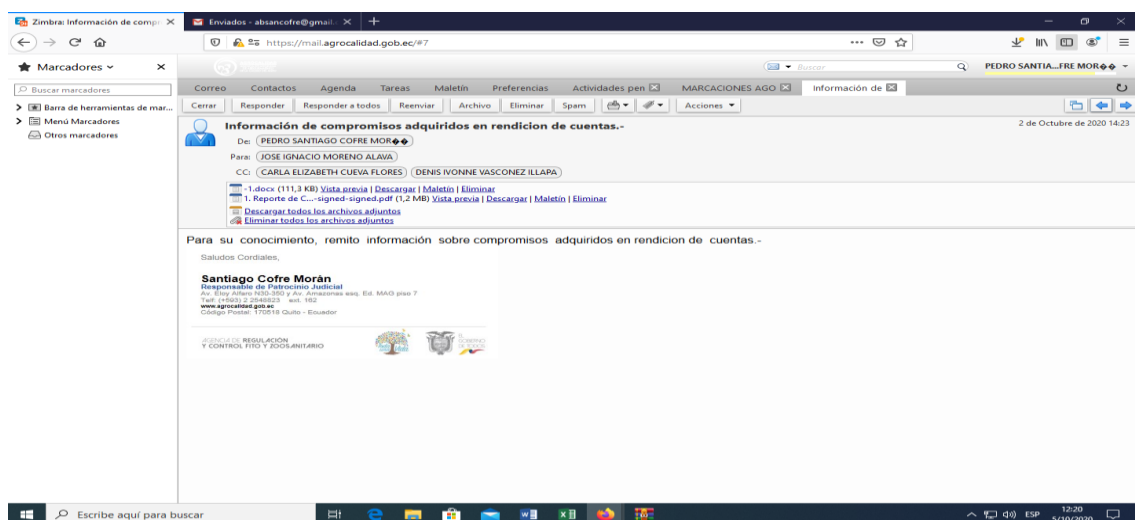 Zimbra: Información de compr
Enviados - absancofre@gmail.
https://mail.agrocalidad.gob.ec/#7
Marcadores
Buscar
PEDRO SANTIA...FRE MOR��
Buscar marcadores
Correo Contactos Agenda Tareas Maletín Preferencias Actividades pen MARCACIONES AGO Información de
Barra de herramientas de mar...
Cerrar Responder Responder a todos Reenviar Archivo Eliminar Spam Acciones
Menú Marcadores
Otros marcadores
Información de compromisos adquiridos en rendicion de cuentas.-
2 de Octubre de 2020 14:23
De: PEDRO SANTIAGO COFRE MOR��
Para: JOSE IGNACIO MORENO ALAVA
CC: CARLA ELIZABETH CUEVA FLORES DENIS IVONNE VASCONEZ ILLAPA
-1.docx (111,3 KB) Vista previa | Descargar | Maletín | Eliminar
1. Reporte de C...-signed-signed.pdf (1,2 MB) Vista previa | Descargar | Maletín | Eliminar
Descargar todos los archivos adjuntos
Eliminar todos los archivos adjuntos
Para su conocimiento, remito información sobre compromisos adquiridos en rendicion de cuentas.-
Saludos Cordiales,
Santiago Cofre Morán
Responsable de Patrocinio Judicial
Av. Eloy Alfaro N30-350 y Av. Amazonas esq. Ed. MAG piso 7
Telf: (+593) 2 2548823 ext. 162
www.agrocalidad.gob.ec
Código Postal: 170518 Quito - Ecuador
AGENCIA DE REGULACIÓN
Y CONTROL FITO Y ZOOSANITARIO
EL
GOBIERNO
DE TODOS
Escribe aquí para buscar
ESP
12:20
5/10/2020